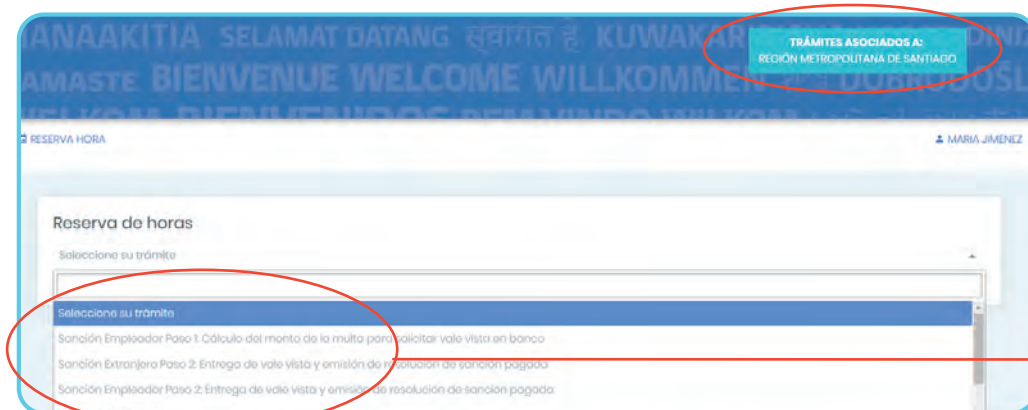 ANAAKITIA SELAMAT DATANG स्वागत हे KUWAKAR
TRÁMITES ASOCIADOS A:
REGIÓN METROPOLITANA DE SANTIAGO
AMASTE BIENVENUE WELCOME WILLKOMMEN
RESERVA HORA
MARIA JIMENEZ
Reserva de horas
Seleccione su trámite
Seleccione su trámite
Sanción Empleador Paso 1: Cálculo del monto de la multa para solicitar vale vista en banco
Sanción Extranjero Paso 2: Entrega de vale vista y emisión de resolución de sanción pagada
Sanción Empleador Paso 2: Entrega de vale vista y emisión de resolución de sanción pagada